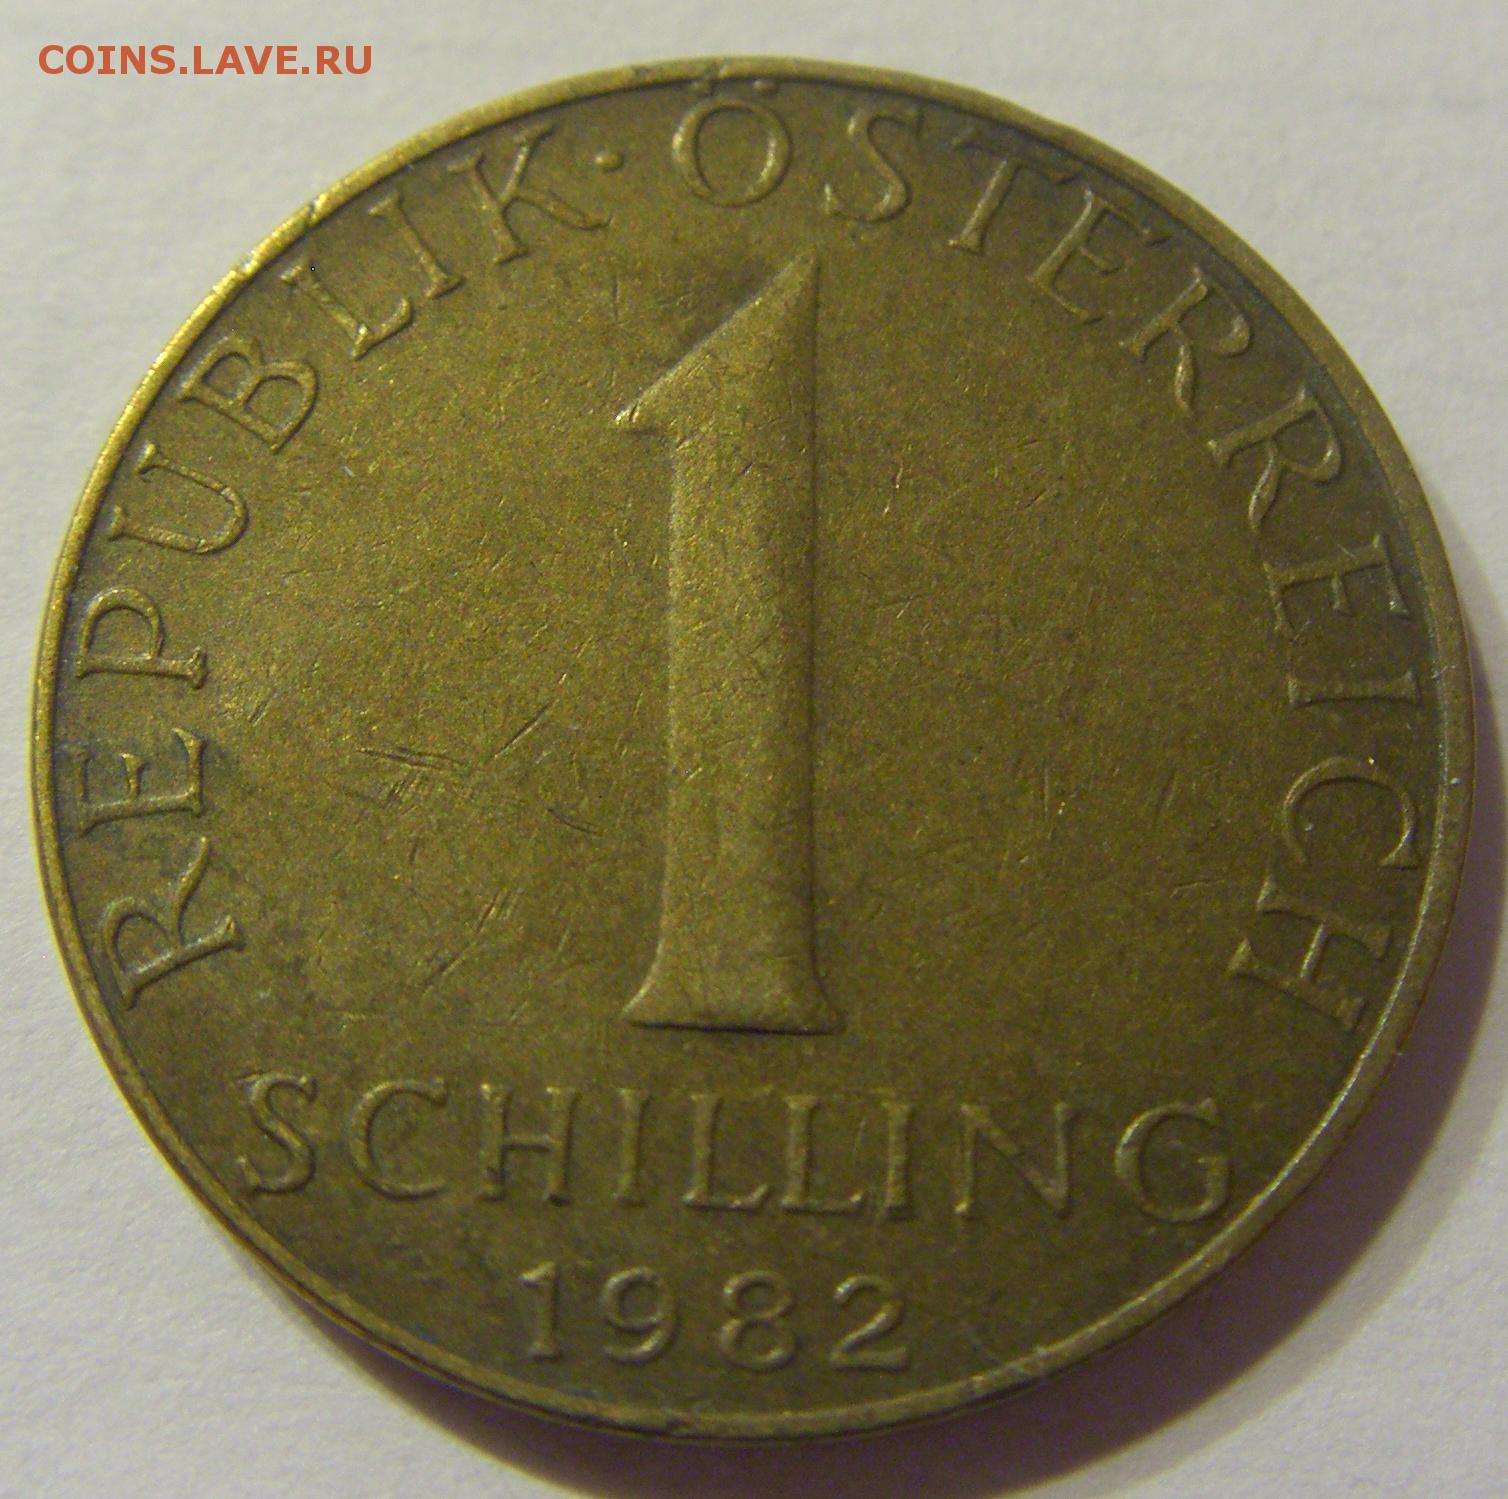 COINS.LAVE.RU
REPUBLIK · ÖSTERREICH
1
SCHILLING
1982